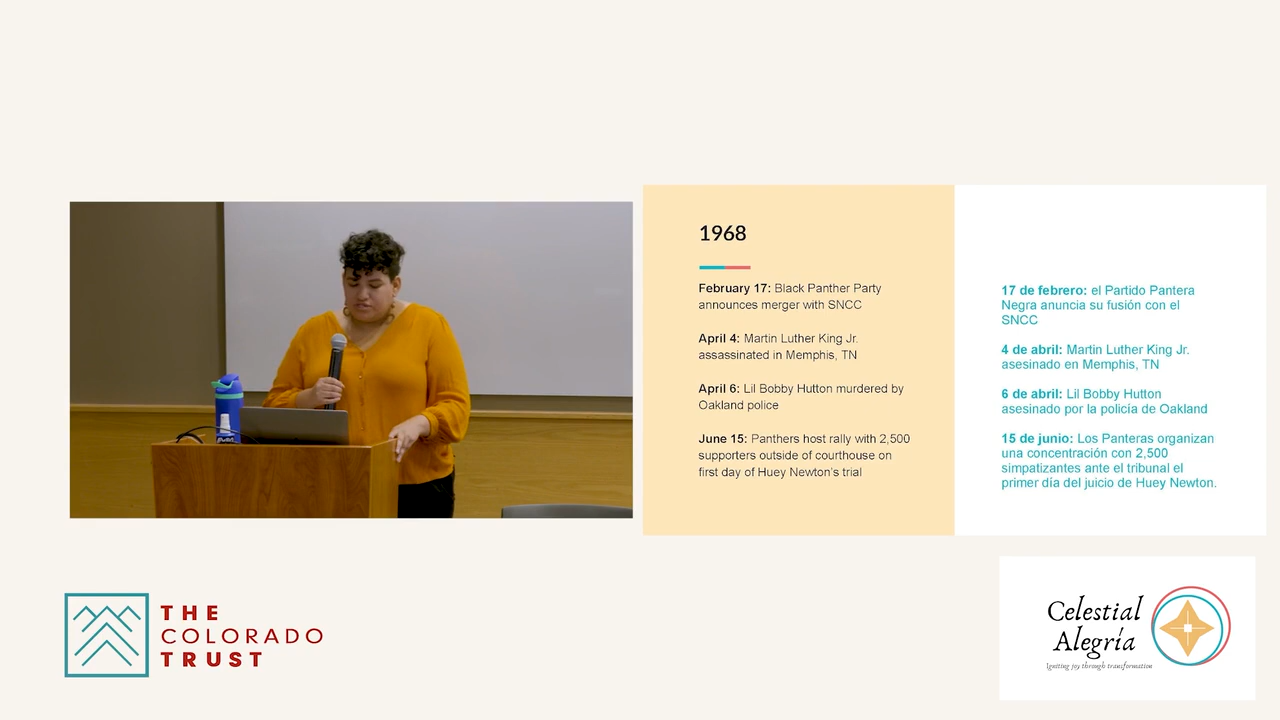 1968
February 17: Black Panther Party
announces merger with SNCC
April 4: Martin Luther King Jr.
assassinated in Memphis, TN
April 6: Lil Bobby Hutton murdered by
Oakland police
June 15: Panthers host rally with 2,500
supporters outside of courthouse on
first day of Huey Newton's trial
17 de febrero: el Partido Pantera
Negra anuncia su fusión con el
SNCC
4 de abril: Martin Luther King Jr.
asesinado en Memphis, TN
6 de abril: Lil Bobby Hutton
asesinado por la policía de Oakland
15 de junio: Los Panteras organizan
una concentración con 2,500
simpatizantes ante el tribunal el
primer día del juicio de Huey Newton.
THE
COLORADO
TRUST
Celestial
Alegría
Igniting joy through transformation